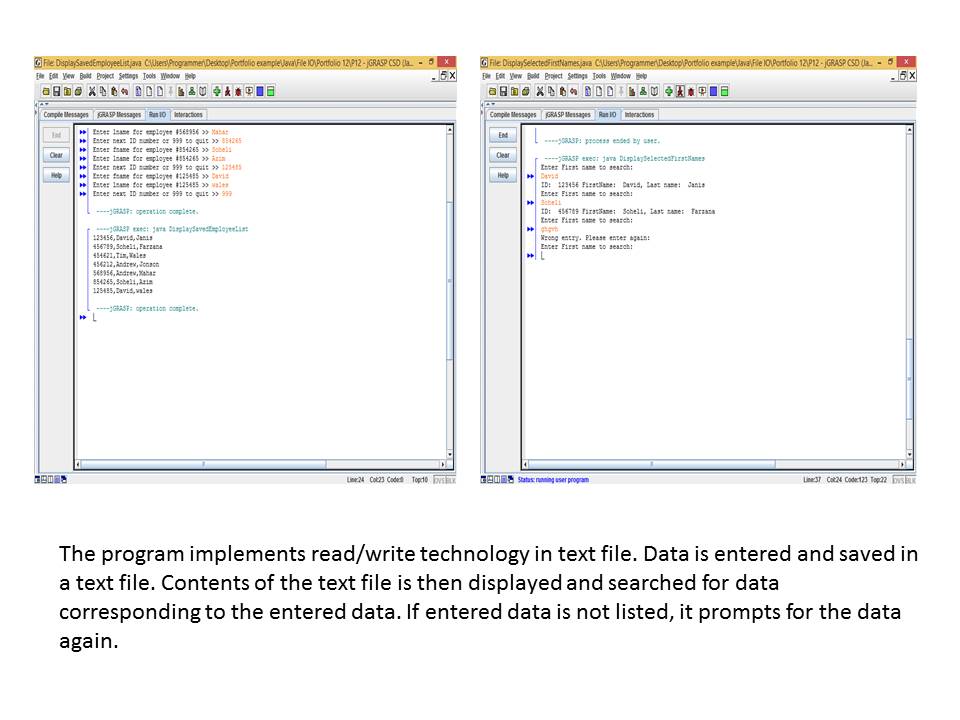 File: DisplaySavedEmployeeList.java C:\Users\Programmer\Desktop\Portfolio example\Java\File IO\Portfolio 12\P12 - jGRASP CSD (Ja...
File Edit View Build Project Settings Tools Window Help
Compile Messages jGRASP Messages Run I/O Interactions
End
Clear
Help
Enter lname for employee #568956 >> Mahar
Enter next ID number or 999 to quit >> 854265
Enter fname for employee #854265 >> Soheli
Enter lname for employee #854265 >> Azim
Enter next ID number or 999 to quit >> 125485
Enter fname for employee #125485 >> David
Enter lname for employee #125485 >> wales
Enter next ID number or 999 to quit >> 999
----jGRASP: operation complete.
----jGRASP exec: java DisplaySavedEmployeeList
123456,David,Janis
456789,Soheli,Farzana
454621,Tim,Wales
456212,Andrew,Jonson
568956,Andrew,Mahar
854265,Soheli,Azim
125485,David,wales
----jGRASP: operation complete.
Line:24 Col:23 Code:0 Top:10 OVS BLK
File: DisplaySelectedFirstNames.java C:\Users\Programmer\Desktop\Portfolio example\Java\File IO\Portfolio 12\P12 - jGRASP CSD (Ja...
File Edit View Build Project Settings Tools Window Help
Compile Messages jGRASP Messages Run I/O Interactions
End
Clear
Help
----jGRASP: process ended by user.
----jGRASP exec: java DisplaySelectedFirstNames
Enter First name to search:
David
ID: 123456 FirstName: David, Last name: Janis
Enter First name to search:
Soheli
ID: 456789 FirstName: Soheli, Last name: Farzana
Enter First name to search:
ghgvh
Wrong entry. Please enter again:
Enter First name to search:
Status: running user program
Line:37 Col:24 Code:123 Top:22 OVS BLK
The program implements read/write technology in text file. Data is entered and saved in
a text file. Contents of the text file is then displayed and searched for data
corresponding to the entered data. If entered data is not listed, it prompts for the data
again.